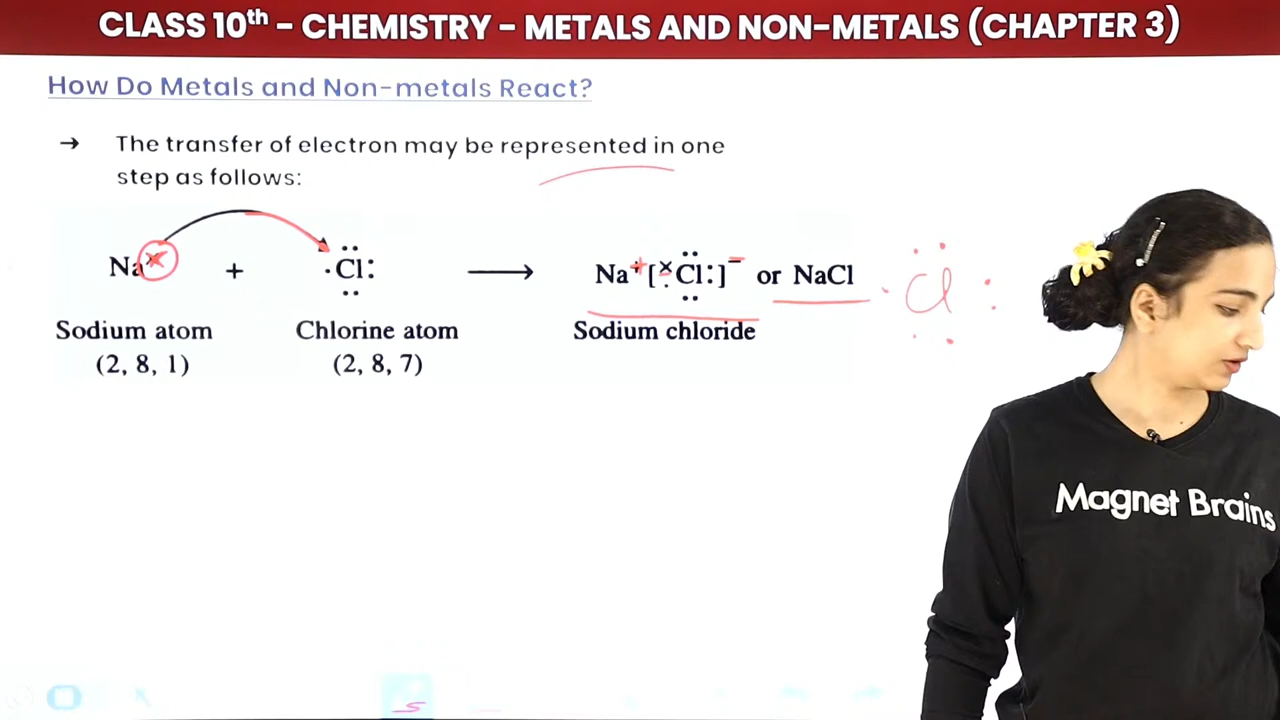 CLASS 10th - CHEMISTRY - METALS AND NON-METALS (CHAPTER 3)
How Do Metals and Non-metals React?
→ The transfer of electron may be represented in one
step as follows:
Na× + ·Cl: → Na⁺[×Cl:]⁻ or NaCl
Cl
Sodium atom Chlorine atom Sodium chloride
(2, 8, 1) (2, 8, 7)
Magnet Brains